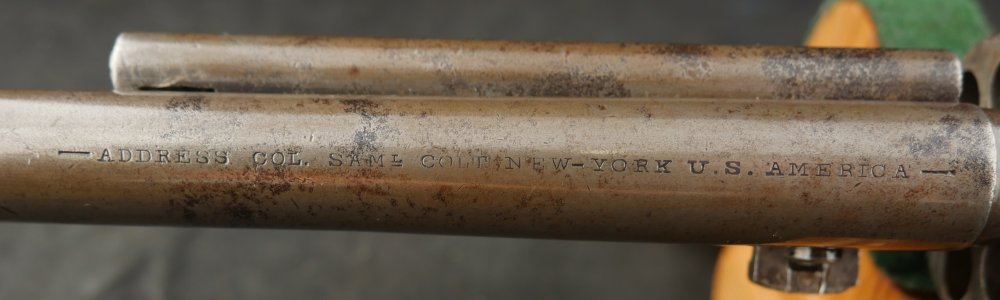 —ADDRESS COL. SAML COLT NEW-YORK U.S. AMERICA—